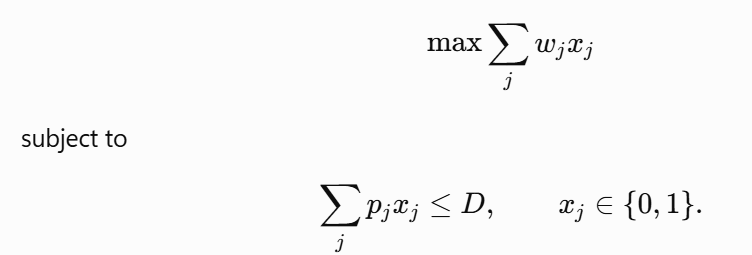 max ∑_j w_j x_j
subject to
∑_j p_j x_j ≤ D, x_j ∈ {0, 1}.